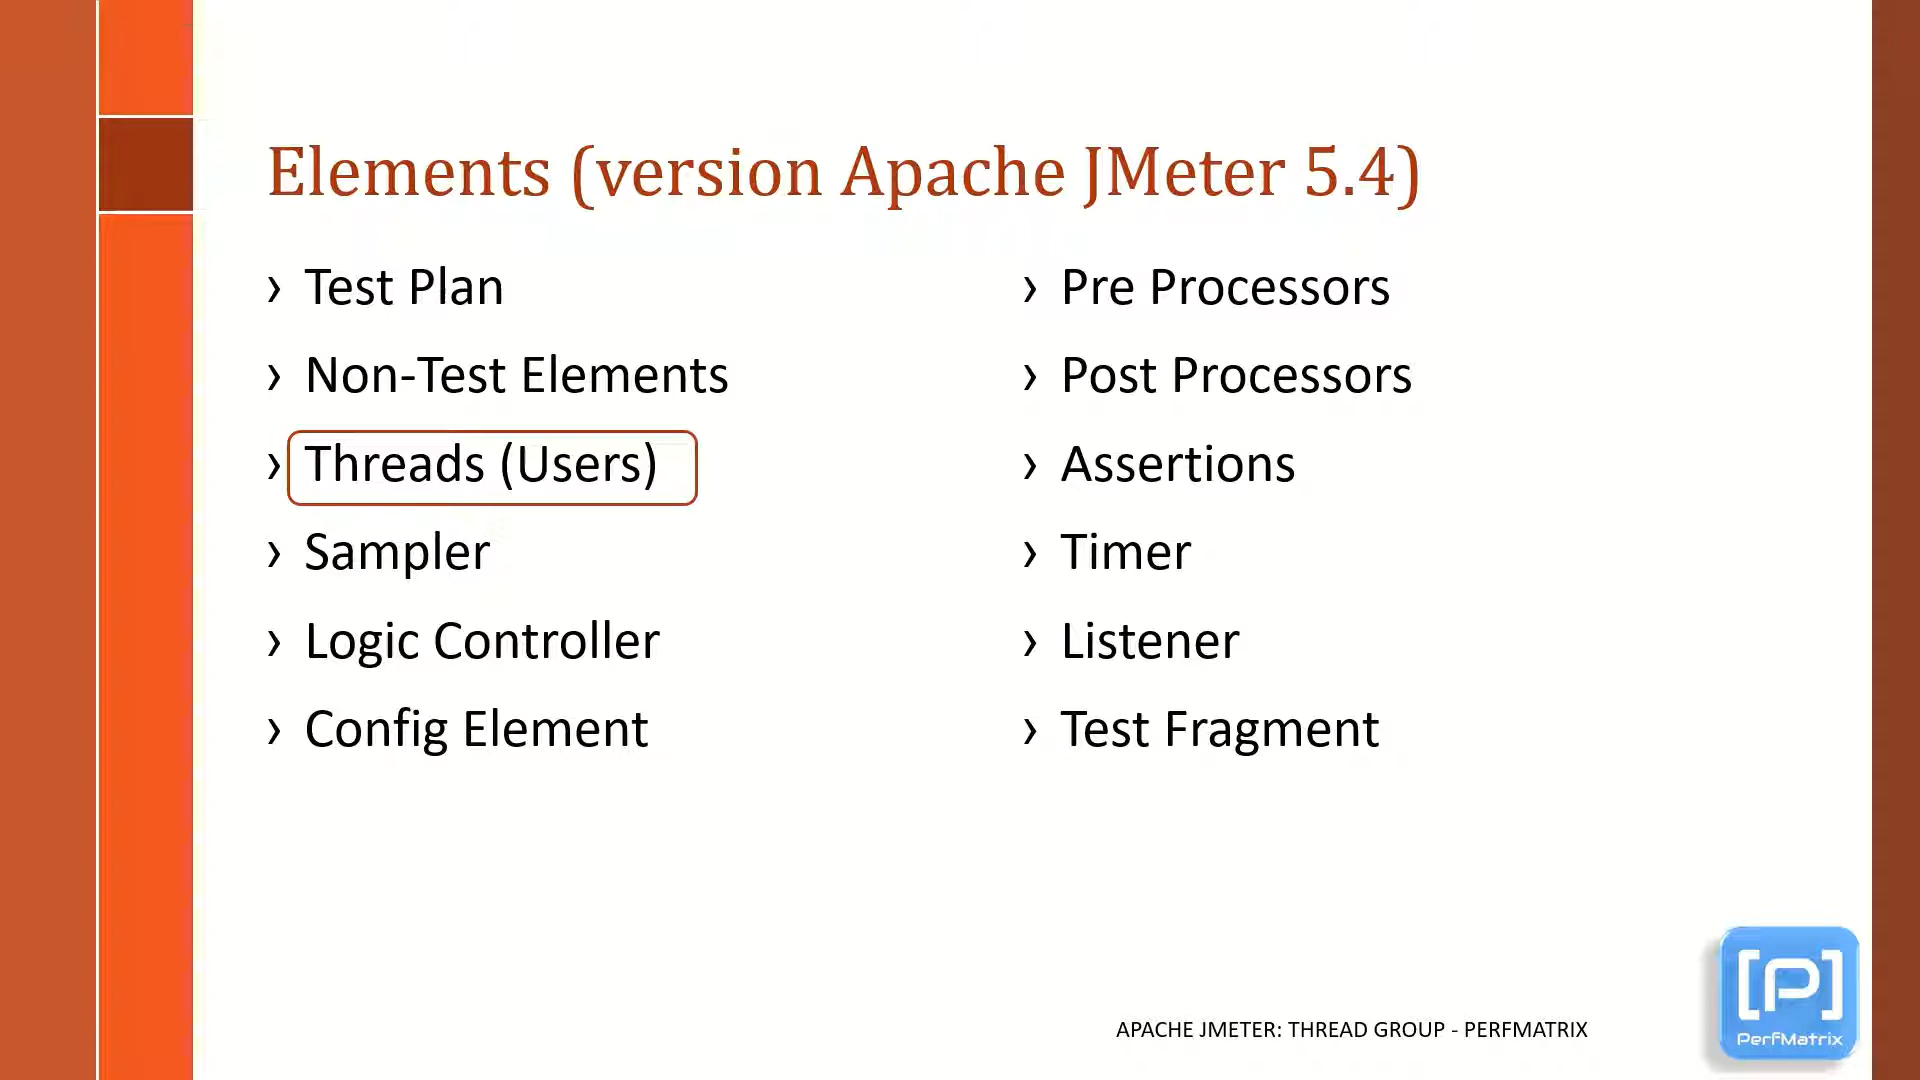 Elements (version Apache JMeter 5.4)
› Test Plan
› Non-Test Elements
› Threads (Users)
› Sampler
› Logic Controller
› Config Element
› Pre Processors
› Post Processors
› Assertions
› Timer
› Listener
› Test Fragment
APACHE JMETER: THREAD GROUP - PERFMATRIX
[P]
PerfMatrix